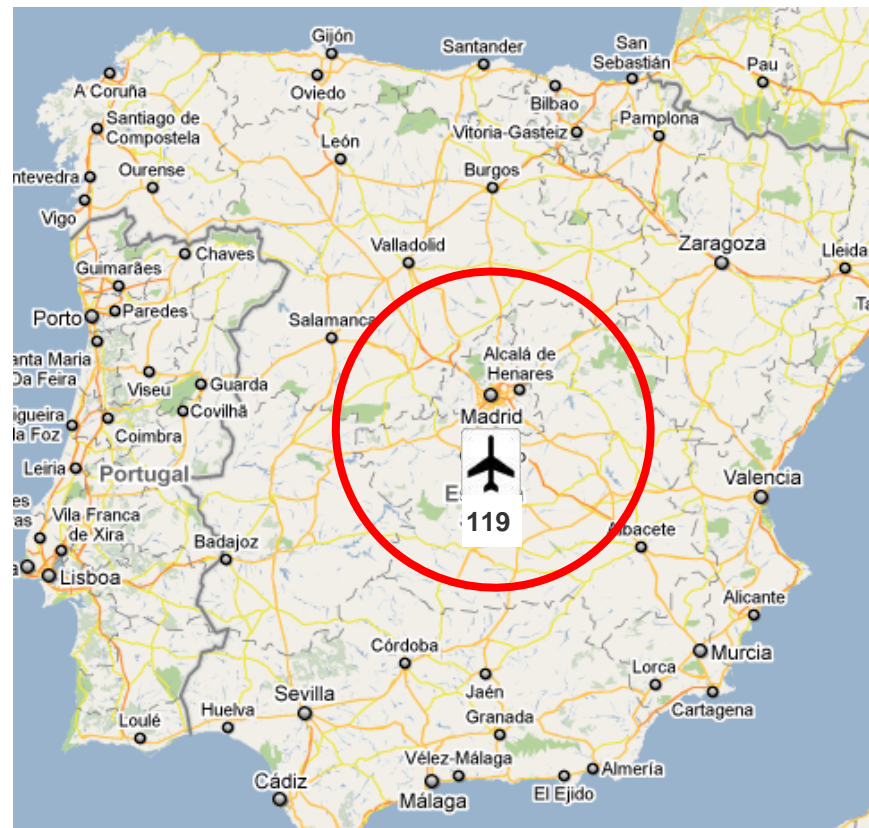 Gijón
Santander
San
Sebastián
Pau
A Coruña
Oviedo
Bilbao
Santiago de
Compostela
León
Vitoria-Gasteiz
Pamplona
ntevedra
Ourense
Burgos
Vigo
Valladolid
Zaragoza
Lleida
Chaves
Guimarães
Ta
Porto
Paredes
Salamanca
anta Maria
Da Feira
Alcalá de
Henares
Viseu
Guarda
Madrid
igueira
la Foz
Covilhã
Coimbra
Leiria
Portugal
Valencia
es
ras
Vila Franca
de Xira
119
Albacete
Badajoz
Lisboa
Alicante
Córdoba
Murcia
Lorca
Jaén
Sevilla
Cartagena
Loulé
Huelva
Granada
Vélez-Málaga
Almería
Cádiz
Málaga
El Ejido